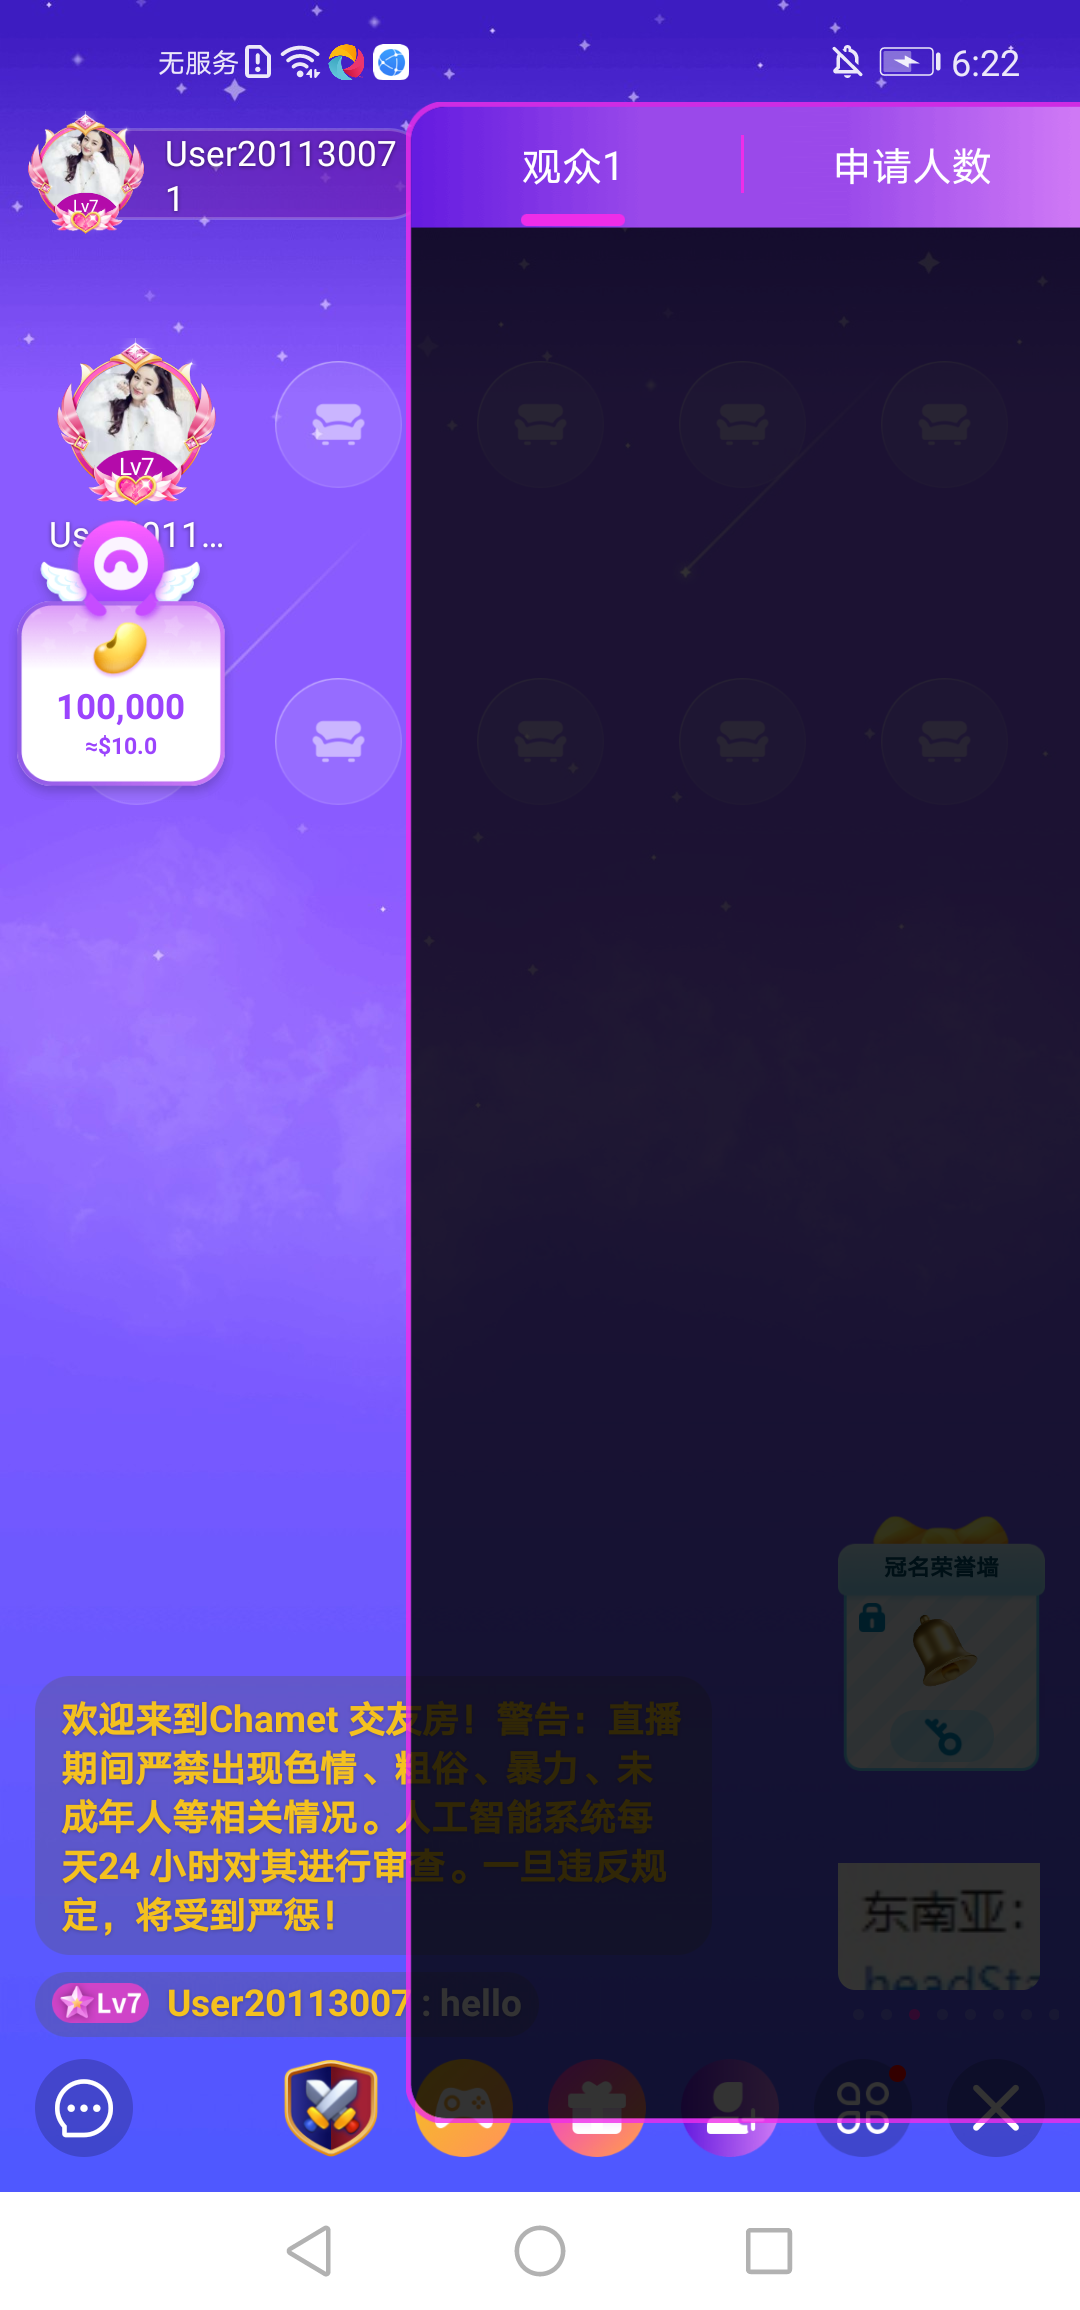 无服务
6:22
User20113007
1
Lv7
观众1
申请人数
Lv7
100,000
≈$10.0
冠名荣誉墙
欢迎来到Chamet 交友房！警告：直播
期间严禁出现色情、粗俗、暴力、未
成年人等相关情况。人工智能系统每
天24 小时对其进行审查。一旦违反规
定，将受到严惩！
东南亚：
Lv7 User20113007 : hello